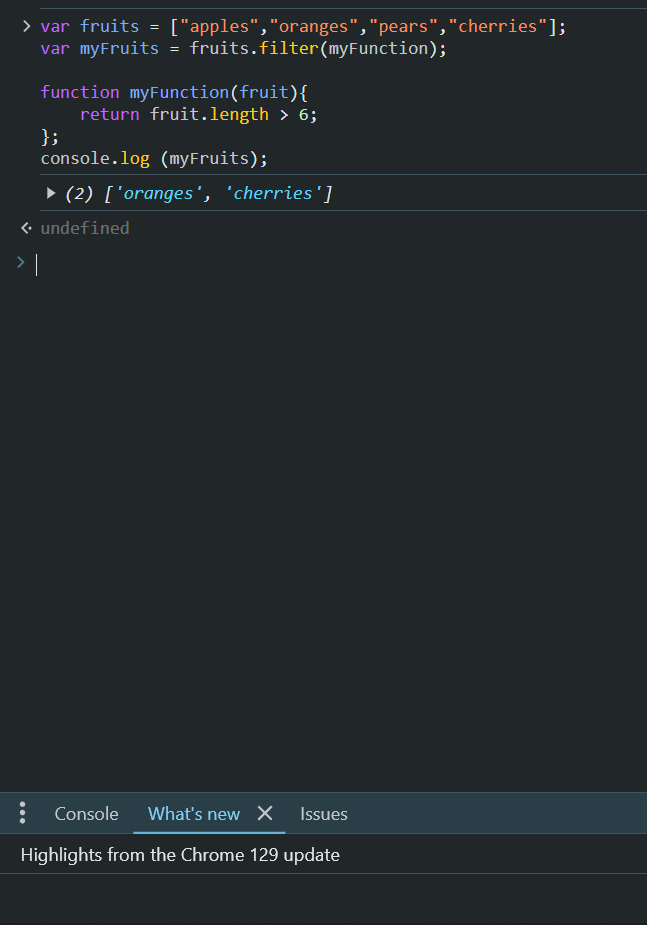 var fruits = ["apples","oranges","pears","cherries"];
var myFruits = fruits.filter(myFunction);
function myFunction(fruit){
    return fruit.length > 6;
};
console.log (myFruits);
(2) ['oranges', 'cherries']
undefined
Console What's new Issues
Highlights from the Chrome 129 update